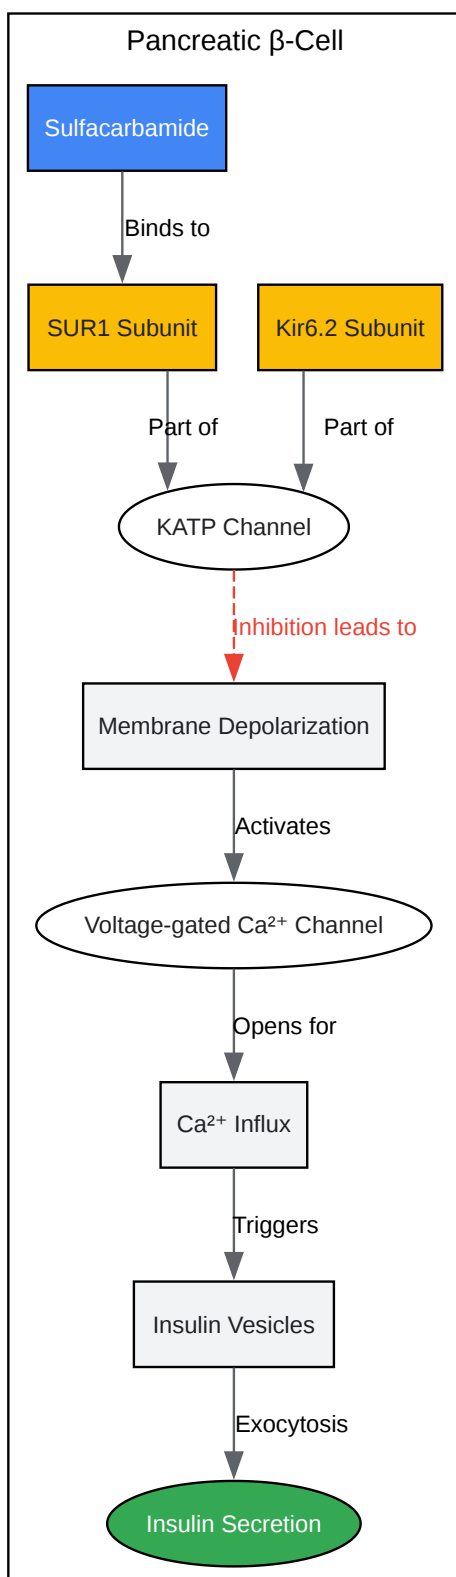 Pancreatic β-Cell
Sulfacarbamide
Binds to
SUR1 Subunit
Kir6.2 Subunit
Part of
Part of
KATP Channel
Inhibition leads to
Membrane Depolarization
Activates
Voltage-gated Ca²⁺ Channel
Opens for
Ca²⁺ Influx
Triggers
Insulin Vesicles
Exocytosis
Insulin Secretion